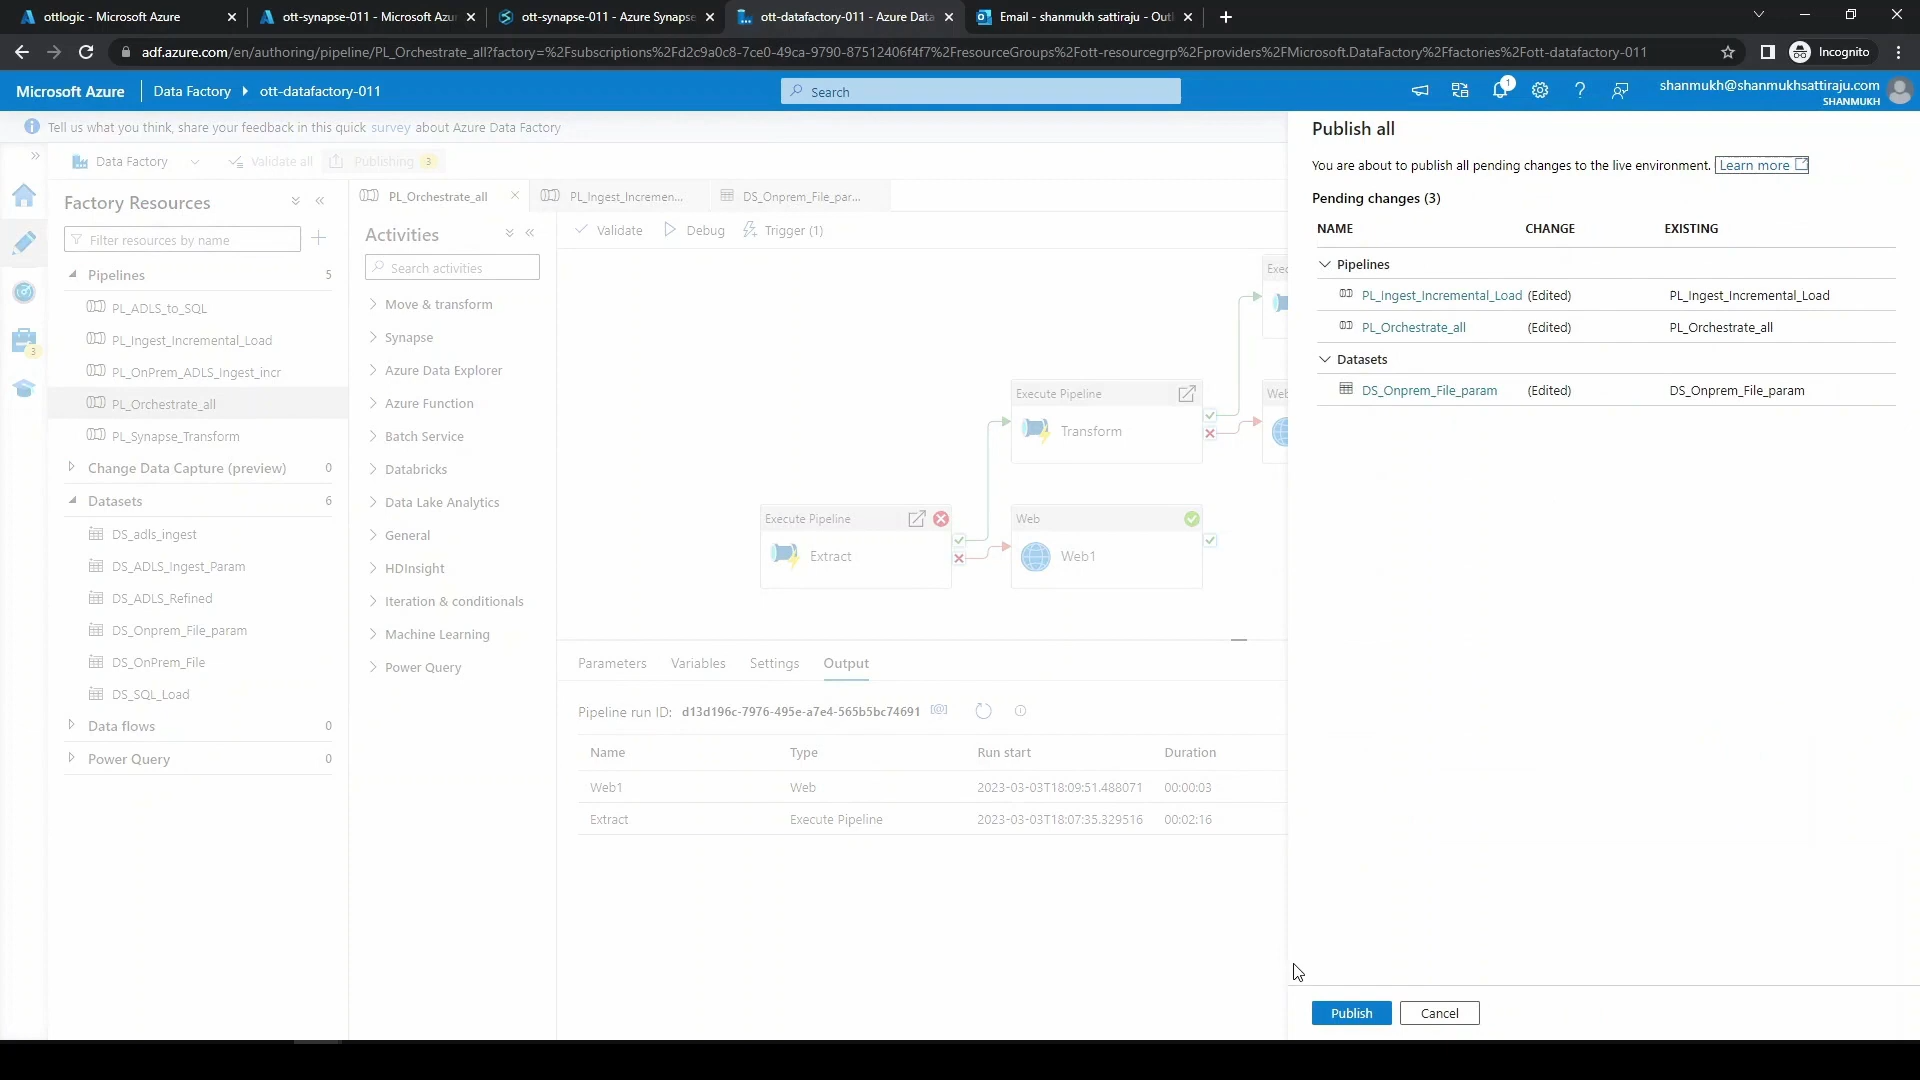 ottlogic - Microsoft Azure
ott-synapse-011 - Microsoft Azur
ott-synapse-011 - Azure Synapse
ott-datafactory-011 - Azure Data
Email - shanmukh sattiraju - Outl
adf.azure.com/en/authoring/pipeline/PL_Orchestrate_all?factory=%2Fsubscriptions%2Fd2c9a0c8-7ce0-49ca-9790-87512406f4f7%2FresourceGroups%2Fott-resourcegrp%2Fproviders%2FMicrosoft.DataFactory%2Ffactories%2Fott-datafactory-011
Incognito
Microsoft Azure
Data Factory
ott-datafactory-011
Search
1
shanmukh@shanmukhsattiraju.com
SHANMUKH
Tell us what you think, share your feedback in this quick survey about Azure Data Factory
Data Factory
Validate all
Publishing 3
Factory Resources
Filter resources by name
Pipelines 5
PL_ADLS_to_SQL
PL_Ingest_Incremental_Load
PL_OnPrem_ADLS_Ingest_incr
PL_Orchestrate_all
PL_Synapse_Transform
Change Data Capture (preview) 0
Datasets 6
DS_adls_ingest
DS_ADLS_Ingest_Param
DS_ADLS_Refined
DS_Onprem_File_param
DS_OnPrem_File
DS_SQL_Load
Data flows 0
Power Query 0
3
PL_Orchestrate_all
PL_Ingest_Incremen...
DS_Onprem_File_par...
Activities
Search activities
Move & transform
Synapse
Azure Data Explorer
Azure Function
Batch Service
Databricks
Data Lake Analytics
General
HDInsight
Iteration & conditionals
Machine Learning
Power Query
Validate
Debug
Trigger (1)
Exec
Execute Pipeline
Transform
Web
Execute Pipeline
Extract
Web
Web1
Parameters
Variables
Settings
Output
Pipeline run ID: d13d196c-7976-495e-a7e4-565b5bc74691
Name Type Run start Duration
Web1 Web 2023-03-03T18:09:51.488071 00:00:03
Extract Execute Pipeline 2023-03-03T18:07:35.329516 00:02:16
Publish all
You are about to publish all pending changes to the live environment. Learn more
Pending changes (3)
NAME CHANGE EXISTING
Pipelines
PL_Ingest_Incremental_Load (Edited) PL_Ingest_Incremental_Load
PL_Orchestrate_all (Edited) PL_Orchestrate_all
Datasets
DS_Onprem_File_param (Edited) DS_Onprem_File_param
Publish
Cancel